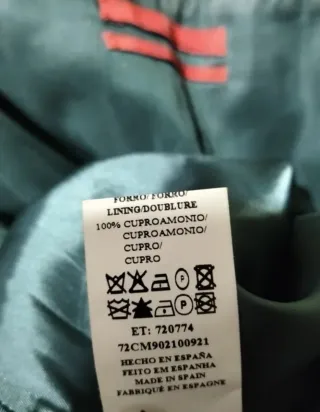 FORRO/FORRO/
LINING/DOUBLURE
100% CUPROAMONIO/
CUPROAMONIO/
CUPRO/
CUPRO
ET: 720774
72CM902100921
HECHO EN ESPAÑA
FEITO EM ESPANHA
MADE IN SPAIN
FABRIQUÉ EN ESPAGNE